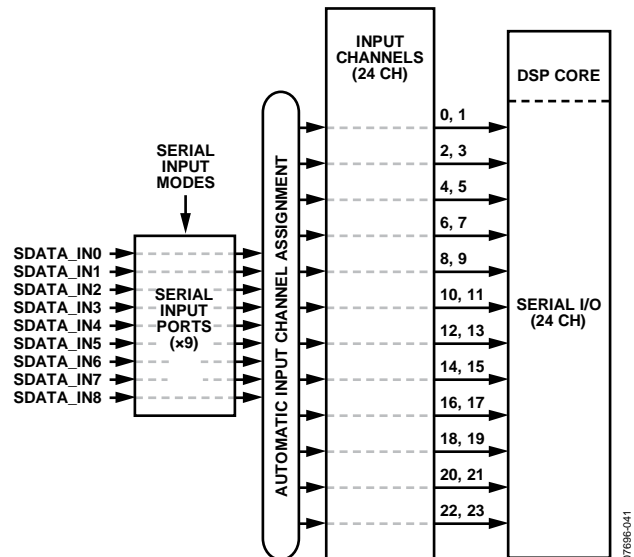 INPUT
CHANNELS
(24 CH)
DSP CORE
0, 1
2, 3
4, 5
6, 7
8, 9
10, 11
12, 13
14, 15
16, 17
18, 19
20, 21
22, 23
SERIAL
INPUT
MODES
SDATA_IN0
SDATA_IN1
SDATA_IN2
SDATA_IN3
SDATA_IN4
SDATA_IN5
SDATA_IN6
SDATA_IN7
SDATA_IN8
SERIAL
INPUT
PORTS
(×9)
AUTOMATIC INPUT CHANNEL ASSIGNMENT
SERIAL I/O
(24 CH)
07696-041